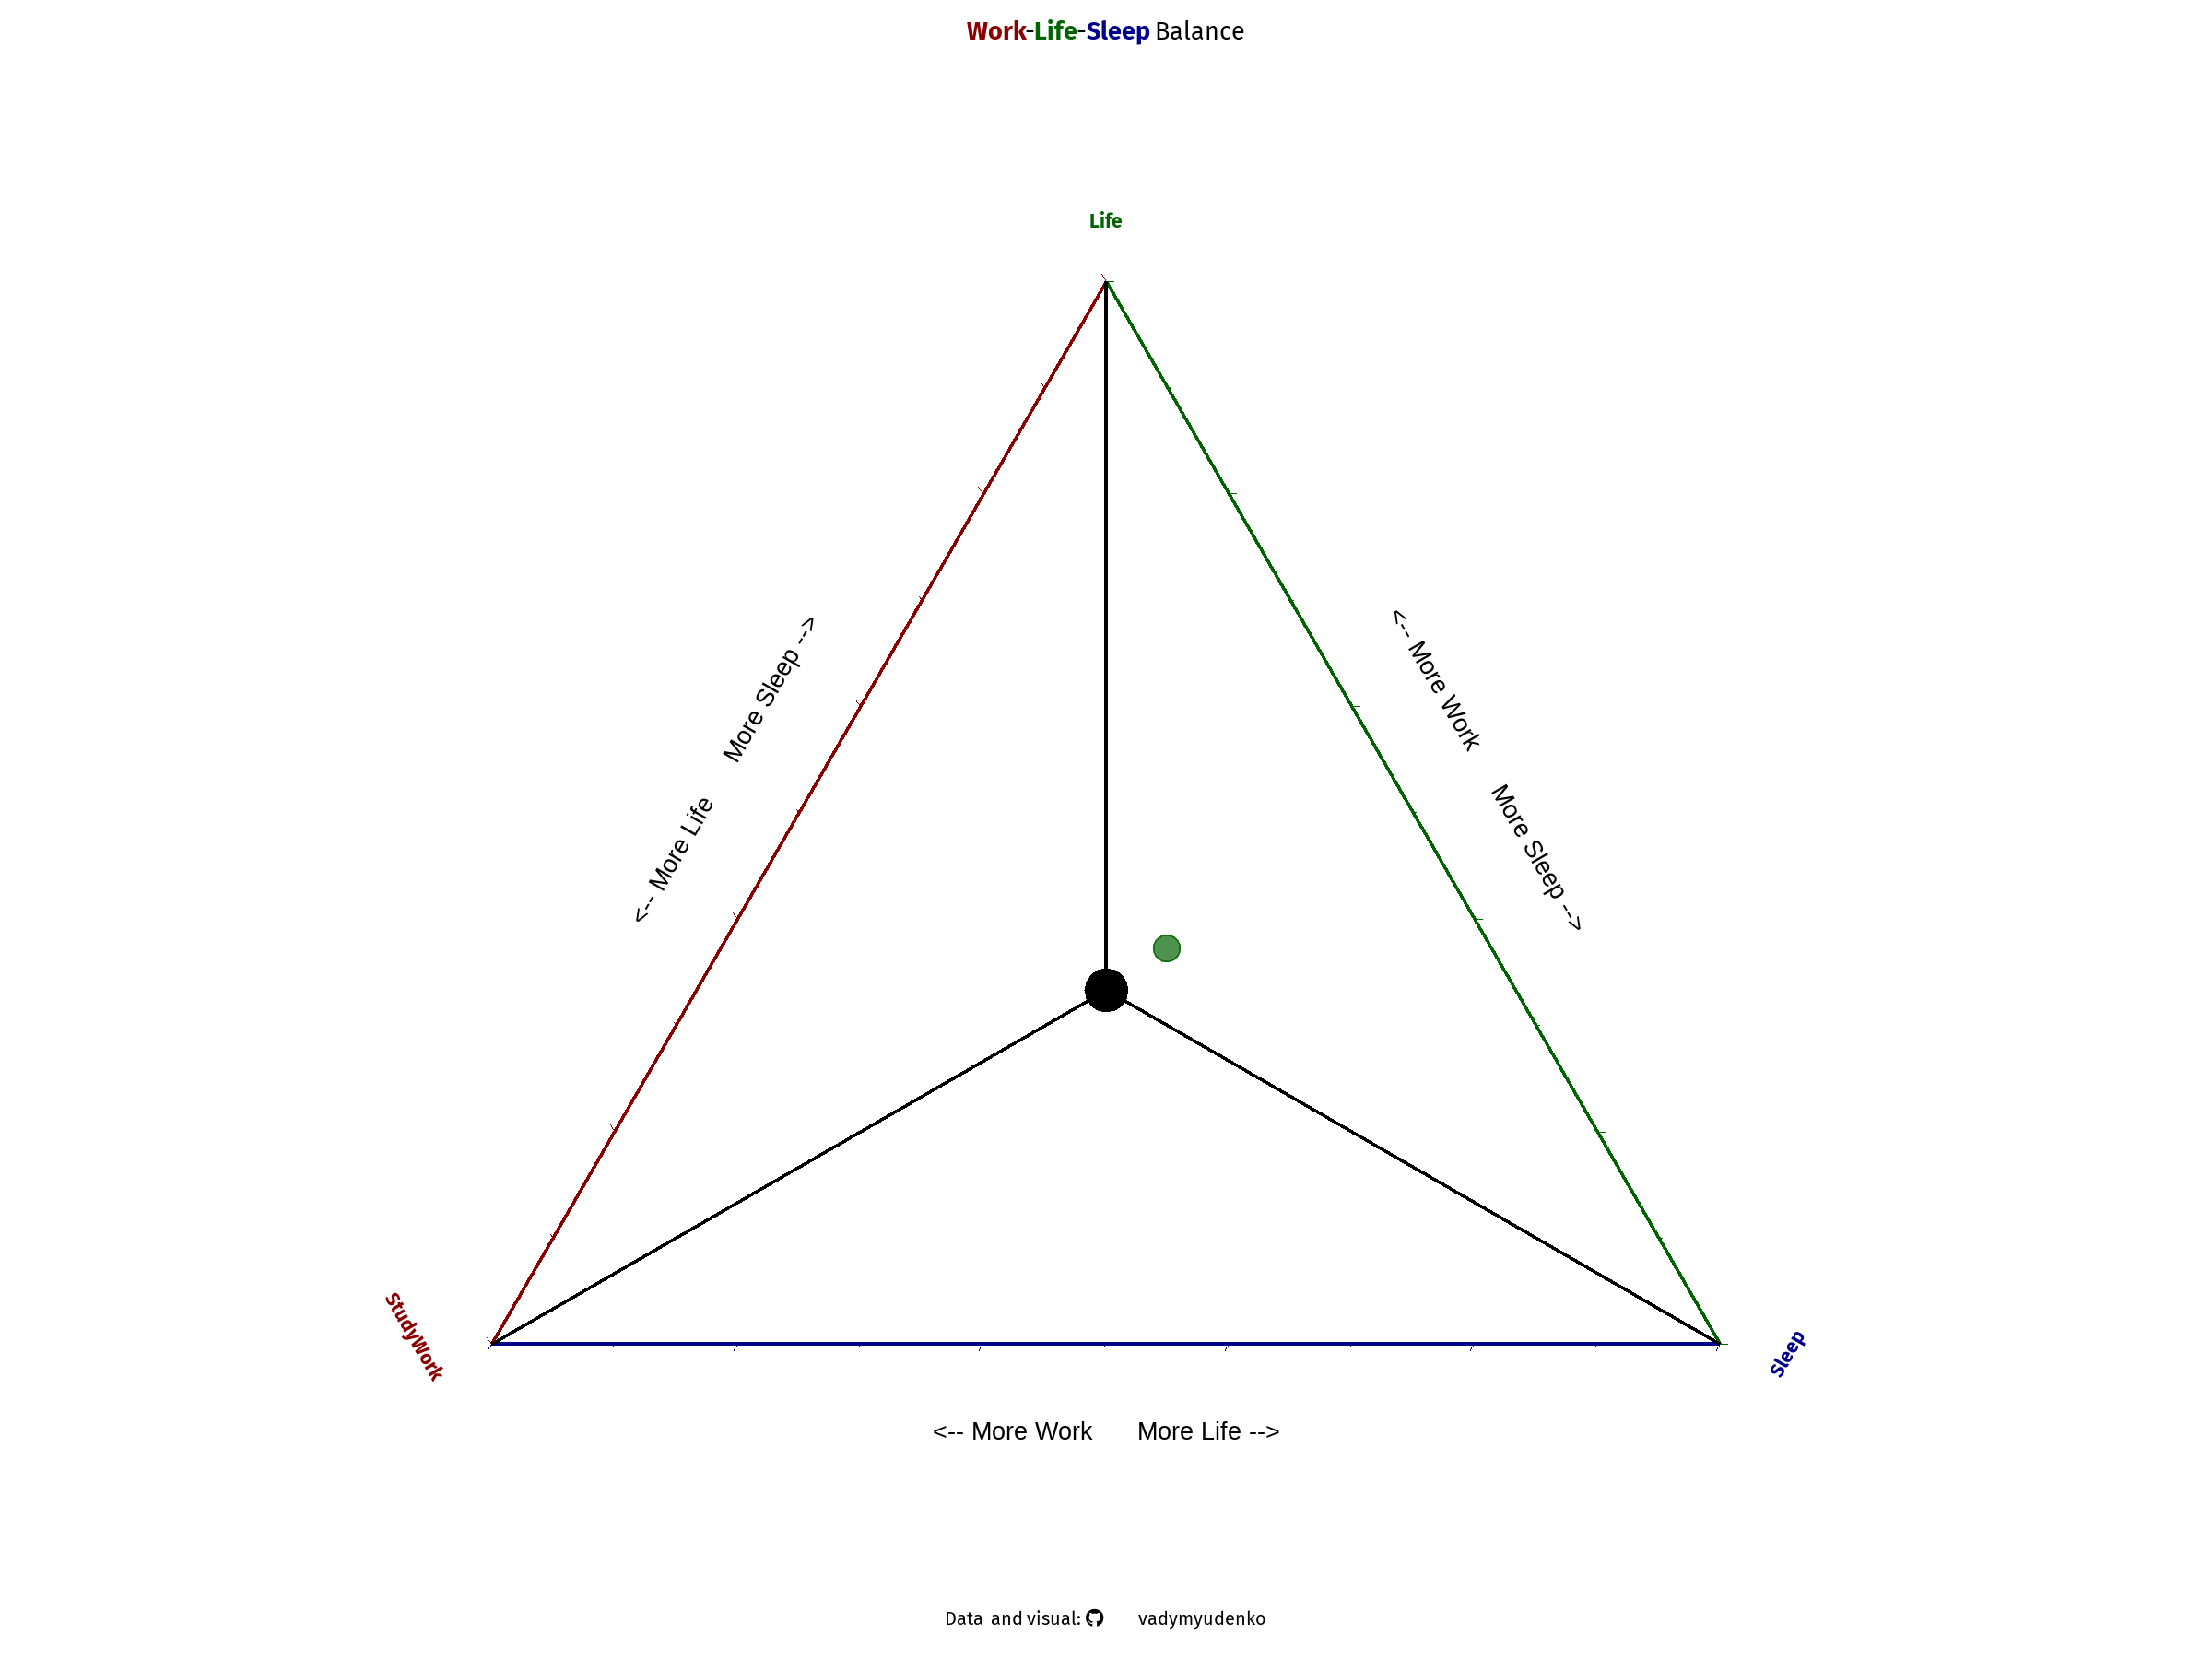 Work-Life-Sleep Balance
Life
<-- More Life More Sleep -->
<-- More Work More Sleep -->
StudyWork
Sleep
<-- More Work More Life -->
Data and visual: vadymyudenko